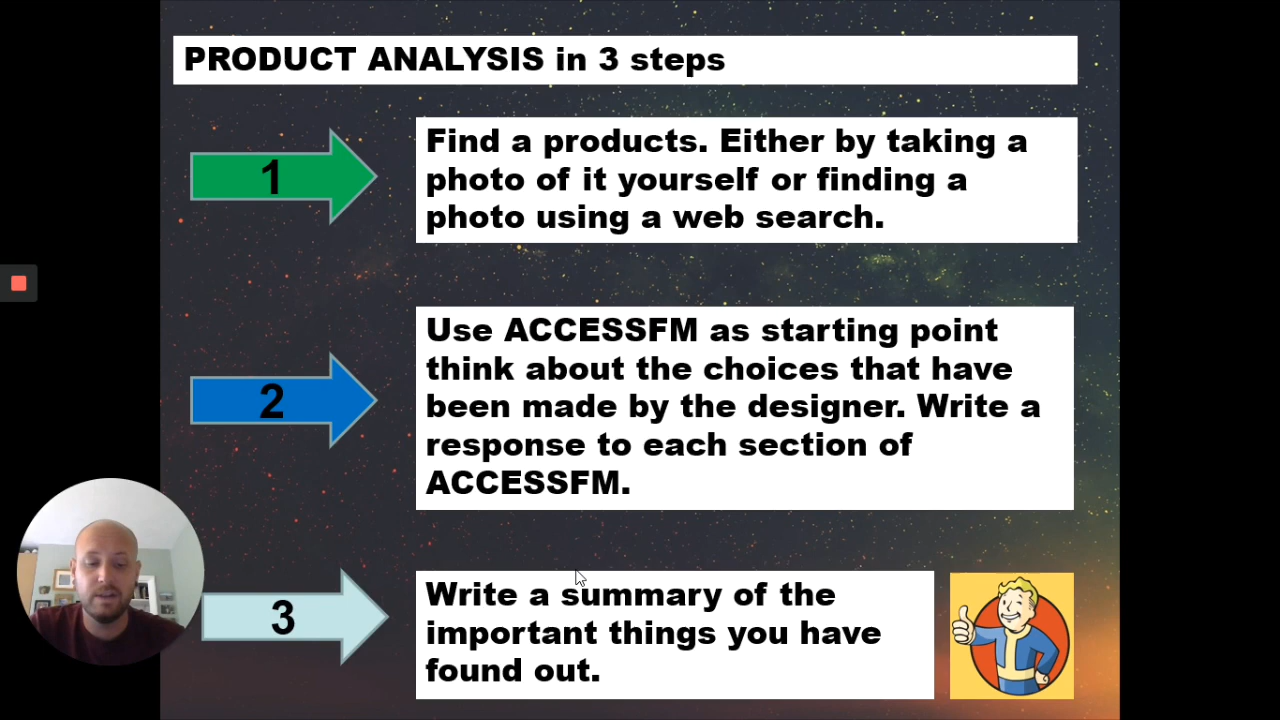 PRODUCT ANALYSIS in 3 steps
1
Find a products. Either by taking a
photo of it yourself or finding a
photo using a web search.
2
Use ACCESSFM as starting point
think about the choices that have
been made by the designer. Write a
response to each section of
ACCESSFM.
3
Write a summary of the
important things you have
found out.